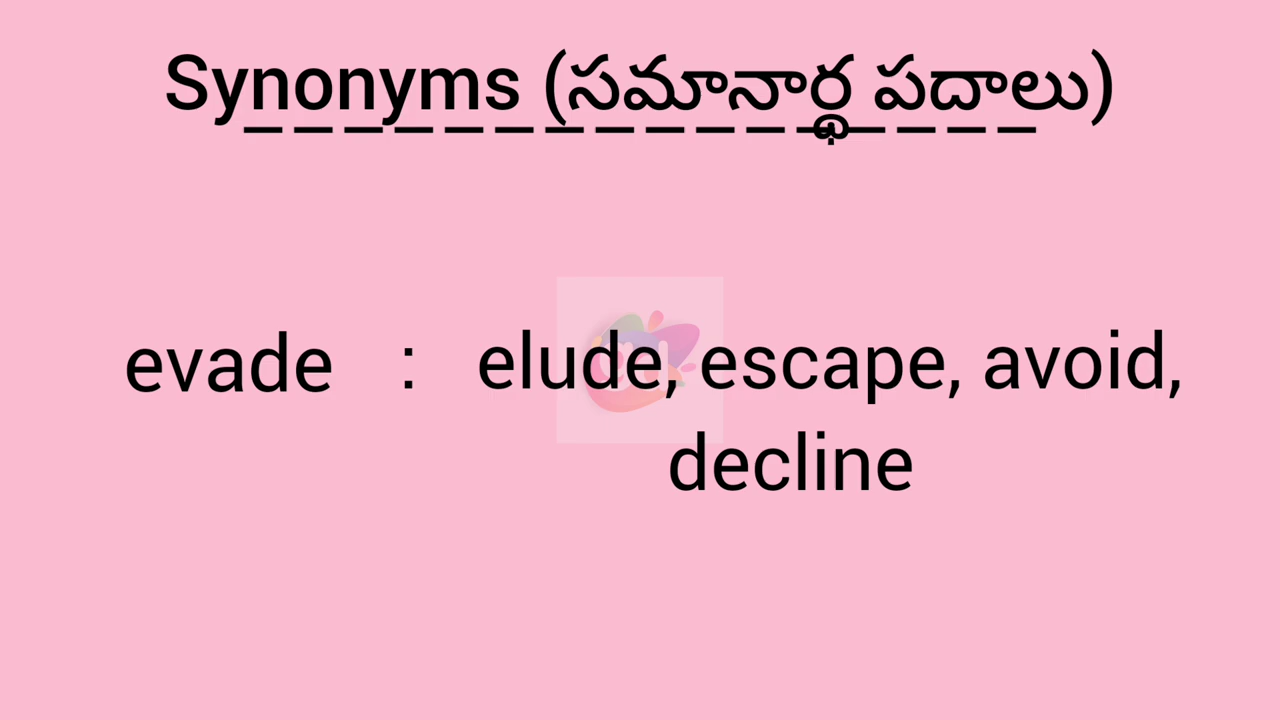 Synonyms (సమానార్థ పదాలు)
evade : elude, escape, avoid,
decline